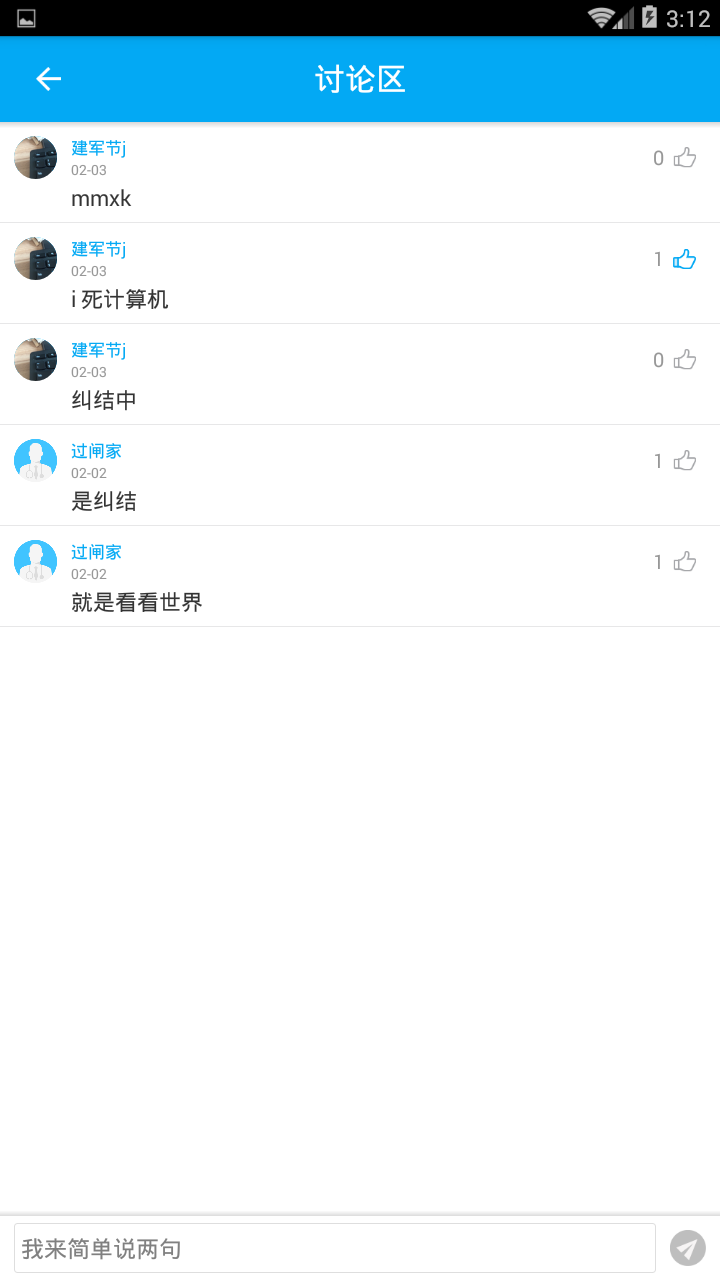 3:12
讨论区
建军节j
02-03
0
mmxk
建军节j
02-03
1
i 死计算机
建军节j
02-03
0
纠结中
过闸家
02-02
1
是纠结
过闸家
02-02
1
就是看看世界
我来简单说两句